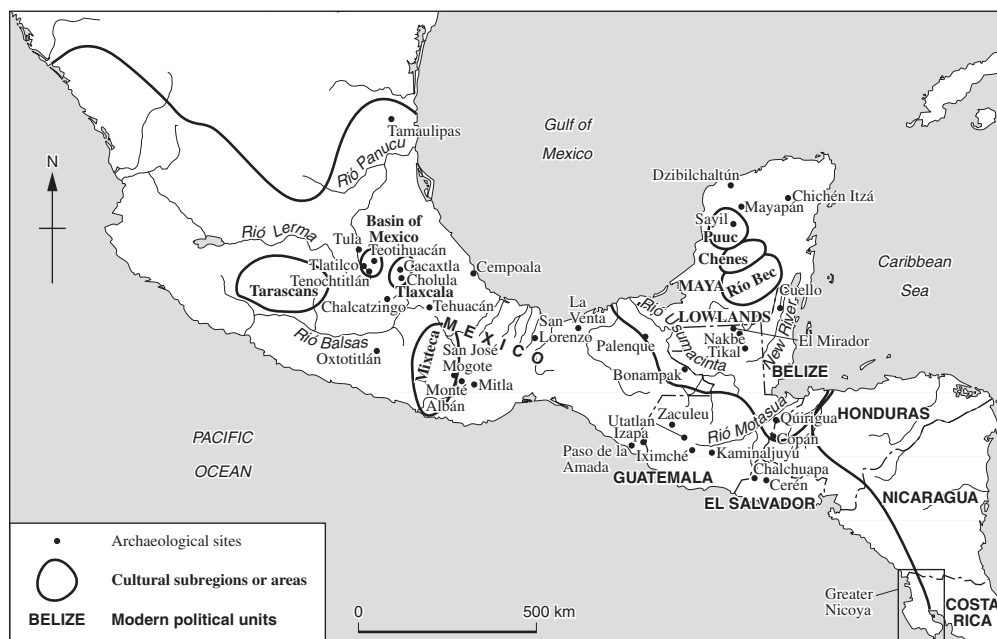 Tamaulipas
Rió Panucu
Gulf of
Mexico
N
Dzibilchaltún
Chichén Itzá
Mayapán
Sayil
Puuc
Chenes
Río Bec
MAYA
LOWLANDS
Caribbean
Sea
Basin of
Mexico
Rió Lerma
Tula
Teotihuacán
Tlatilco
Tenochtitlán
Cacaxtla
Cholula
Tlaxcala
Cempoala
Tarascans
Chalcatzingo
Tehuacán
MEXICO
La
Venta
San
Lorenzo
Rió Usumacinta
Cuello
New River
Nakbe
Tikal
El Mirador
Palenque
BELIZE
Rió Balsas
Oxtotitlán
Mixteca
San José
Mogote
Monté
Albán
Mitla
Bonampak
Zaculeu
Utatlan
Izapa
Rió Motasua
Quirigua
Copán
HONDURAS
PACIFIC
OCEAN
Paso de la
Amada
Iximché
Kaminaljuyú
GUATEMALA
Chalchuapa
Cerén
EL SALVADOR
NICARAGUA
Archaeological sites
Cultural subregions or areas
BELIZE Modern political units
0 500 km
Greater
Nicoya
COSTA
RICA